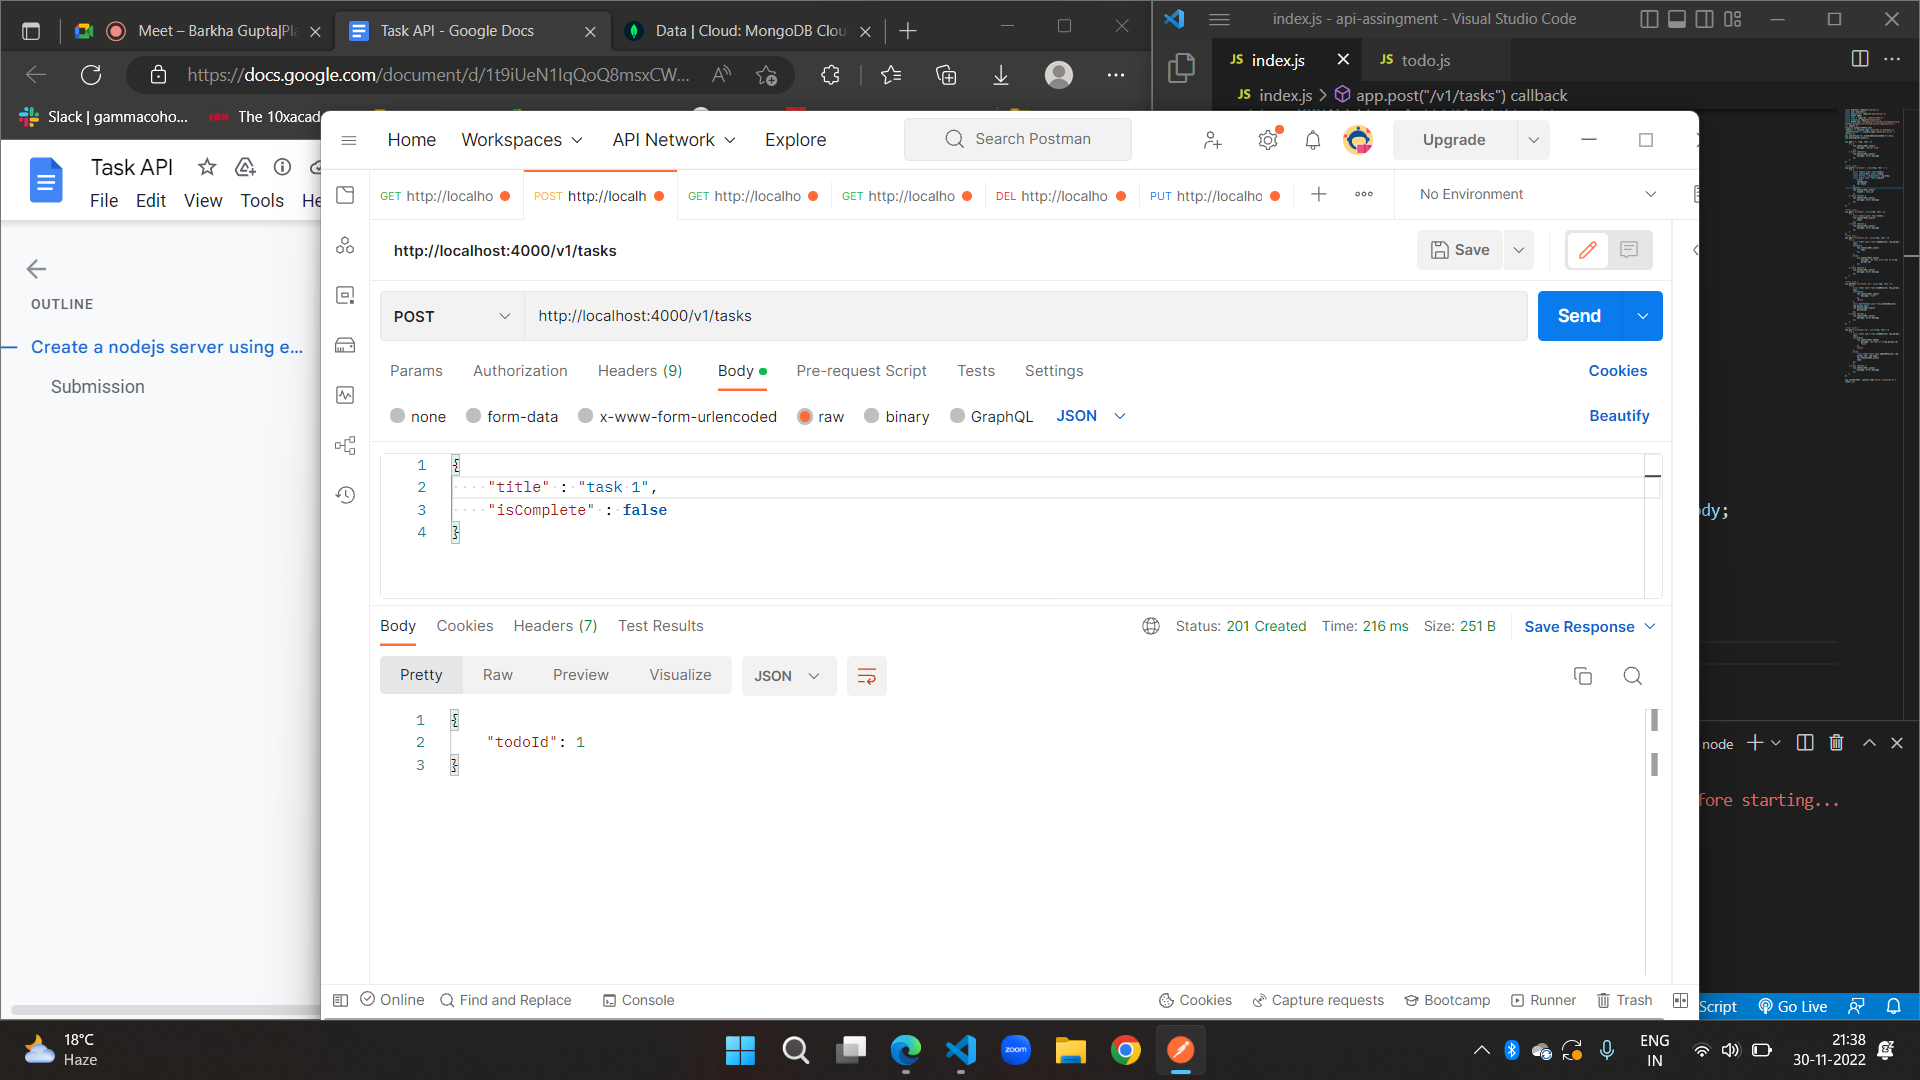 Meet – Barkha Gupta|Pla
Task API - Google Docs
Data | Cloud: MongoDB Clou
https://docs.google.com/document/d/1t9iUeN1IqQoQ8msxCW...
Slack | gammacoho...
The 10xacad
index.js - api-assingment - Visual Studio Code
JS index.js
JS todo.js
JS index.js > app.post("/v1/tasks") callback
Task API
File Edit View Tools He
OUTLINE
Create a nodejs server using e...
Submission
Home Workspaces API Network Explore
Search Postman
Upgrade
GET http://localho
POST http://localh
GET http://localho
GET http://localho
DEL http://localho
PUT http://localho
No Environment
http://localhost:4000/v1/tasks
Save
POST
http://localhost:4000/v1/tasks
Send
Params Authorization Headers (9) Body Pre-request Script Tests Settings
Cookies
none form-data x-www-form-urlencoded raw binary GraphQL JSON
Beautify
1 {
2 "title" : "task 1",
3 "isComplete" : false
4 }
Body Cookies Headers (7) Test Results
Status: 201 Created Time: 216 ms Size: 251 B
Save Response
Pretty Raw Preview Visualize JSON
1 {
2 "todoId": 1
3 }
dy;
node
fore starting...
Online Find and Replace Console
Cookies Capture requests Bootcamp Runner Trash
Script Go Live
18°C
Haze
zoom
ENG
IN
21:38
30-11-2022